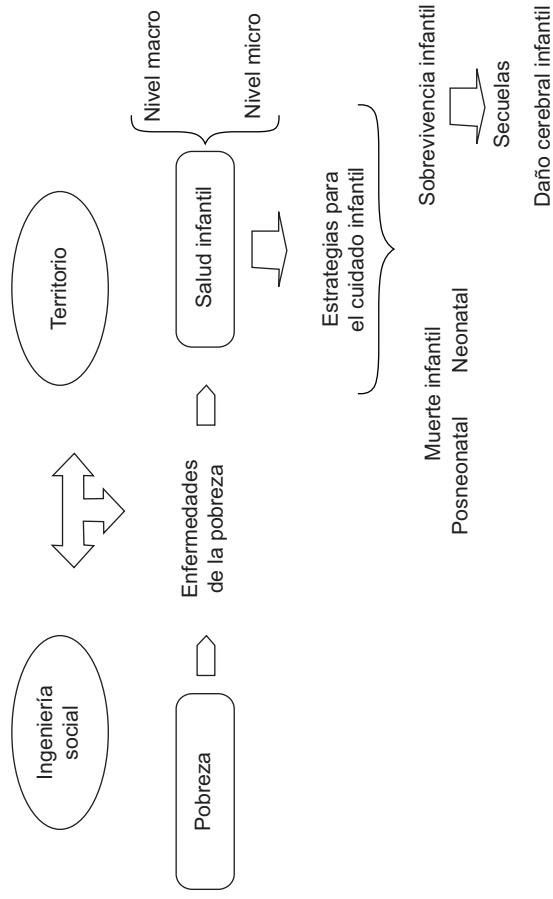 Ingeniería
social
Territorio
Pobreza
Enfermedades
de la pobreza
Salud infantil
Nivel macro
Nivel micro
Estrategias para
el cuidado infantil
Muerte infantil
Posneonatal Neonatal
Sobrevivencia infantil
Secuelas
Daño cerebral infantil